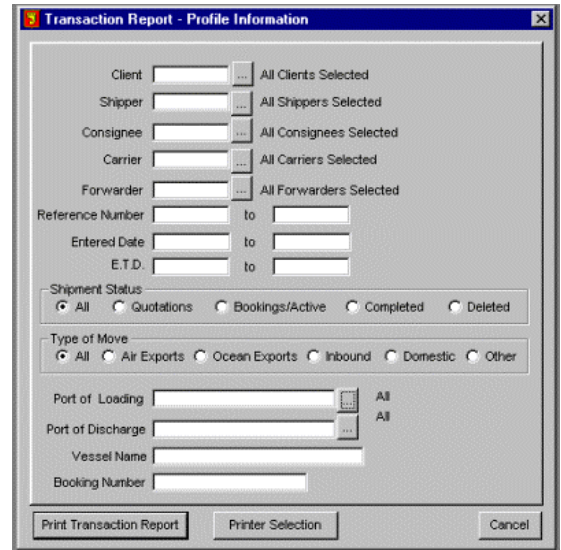 Transaction Report - Profile Information
Client ... All Clients Selected
Shipper ... All Shippers Selected
Consignee ... All Consignees Selected
Carrier ... All Carriers Selected
Forwarder ... All Forwarders Selected
Reference Number to
Entered Date to
E.T.D. to
Shipment Status
All Quotations Bookings/Active Completed Deleted
Type of Move
All Air Exports Ocean Exports Inbound Domestic Other
Port of Loading ... All
All
Port of Discharge ...
Vessel Name
Booking Number
Print Transaction Report Printer Selection Cancel